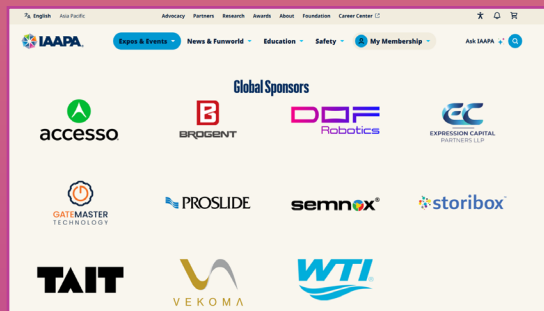 English Asia Pacific Advocacy Partners Research Awards About Foundation Career Center
IAAPA Expos & Events News & Funworld Education Safety My Membership Ask IAAPA
Global Sponsors
accesso
BROGENT
DOF
Robotics
EC
EXPRESSION CAPITAL
PARTNERS LLP
GATEMASTER
TECHNOLOGY
PROSLIDE
semnox®
storibox
TAIT
VEKOMA
WTI